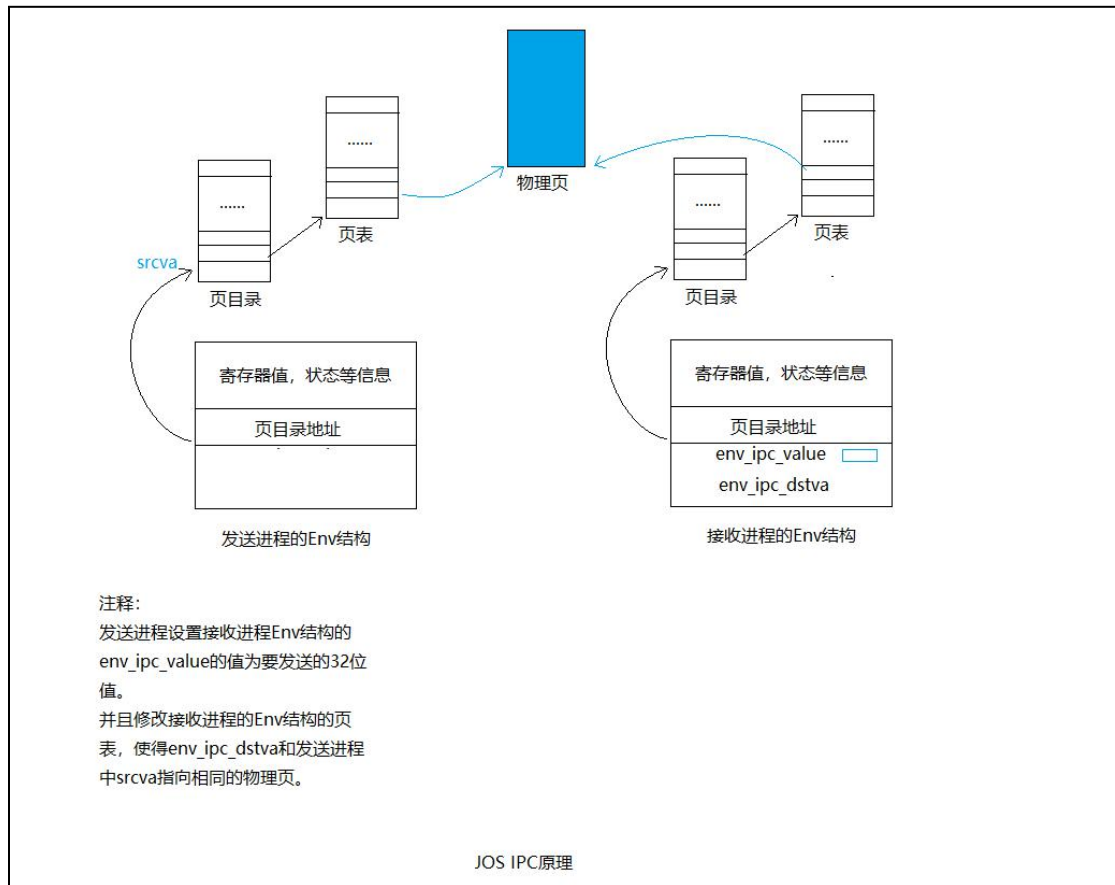 物理页
……
页表
……
页表
……
页目录
……
页目录
srcva
寄存器值，状态等信息
页目录地址
发送进程的Env结构
寄存器值，状态等信息
页目录地址
env_ipc_value
env_ipc_dstva
接收进程的Env结构
注释：
发送进程设置接收进程Env结构的
env_ipc_value的值为要发送的32位
值。
并且修改接收进程的Env结构的页
表，使得env_ipc_dstva和发送进程
中srcva指向相同的物理页。
JOS IPC原理